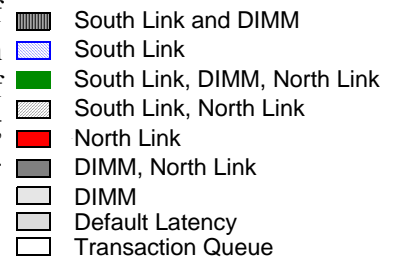 South Link and DIMM
South Link
South Link, DIMM, North Link
South Link, North Link
North Link
DIMM, North Link
DIMM
Default Latency
Transaction Queue